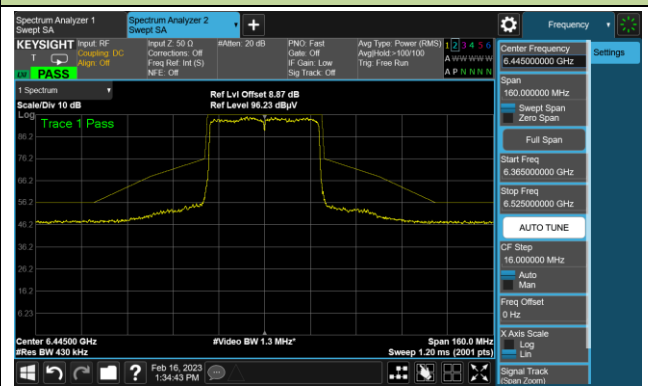 Spectrum Analyzer 1
Swept SA
Spectrum Analyzer 2
Swept SA
Frequency
KEYSIGHT
Input: RF
Coupling: DC
Align: Off
Input Z: 50 Ω
Corrections: Off
Freq Ref: Int (S)
NFE: Off
#Atten: 20 dB
PNO: Fast
Gate: Off
IF Gain: Low
Sig Track: Off
Avg Type: Power (RMS)
Avg|Hold:>100/100
Trig: Free Run
1 2 3 4 5 6
A W W W W W
A P N N N N
T
LXI
PASS
1 Spectrum
Scale/Div 10 dB
Ref Lvl Offset 8.87 dB
Ref Level 96.23 dBµV
Log
Trace 1 Pass
86.2
76.2
66.2
56.2
46.2
36.2
26.2
16.2
6.23
Center 6.44500 GHz
#Res BW 430 kHz
#Video BW 1.3 MHz*
Span 160.0 MHz
Sweep 1.20 ms (2001 pts)
Feb 16, 2023
1:34:43 PM
?
Center Frequency
6.445000000 GHz
Settings
Span
160.000000 MHz
Swept Span
Zero Span
Full Span
Start Freq
6.365000000 GHz
Stop Freq
6.525000000 GHz
AUTO TUNE
CF Step
16.000000 MHz
Auto
Man
Freq Offset
0 Hz
X Axis Scale
Log
Lin
Signal Track
(Span Zoom)